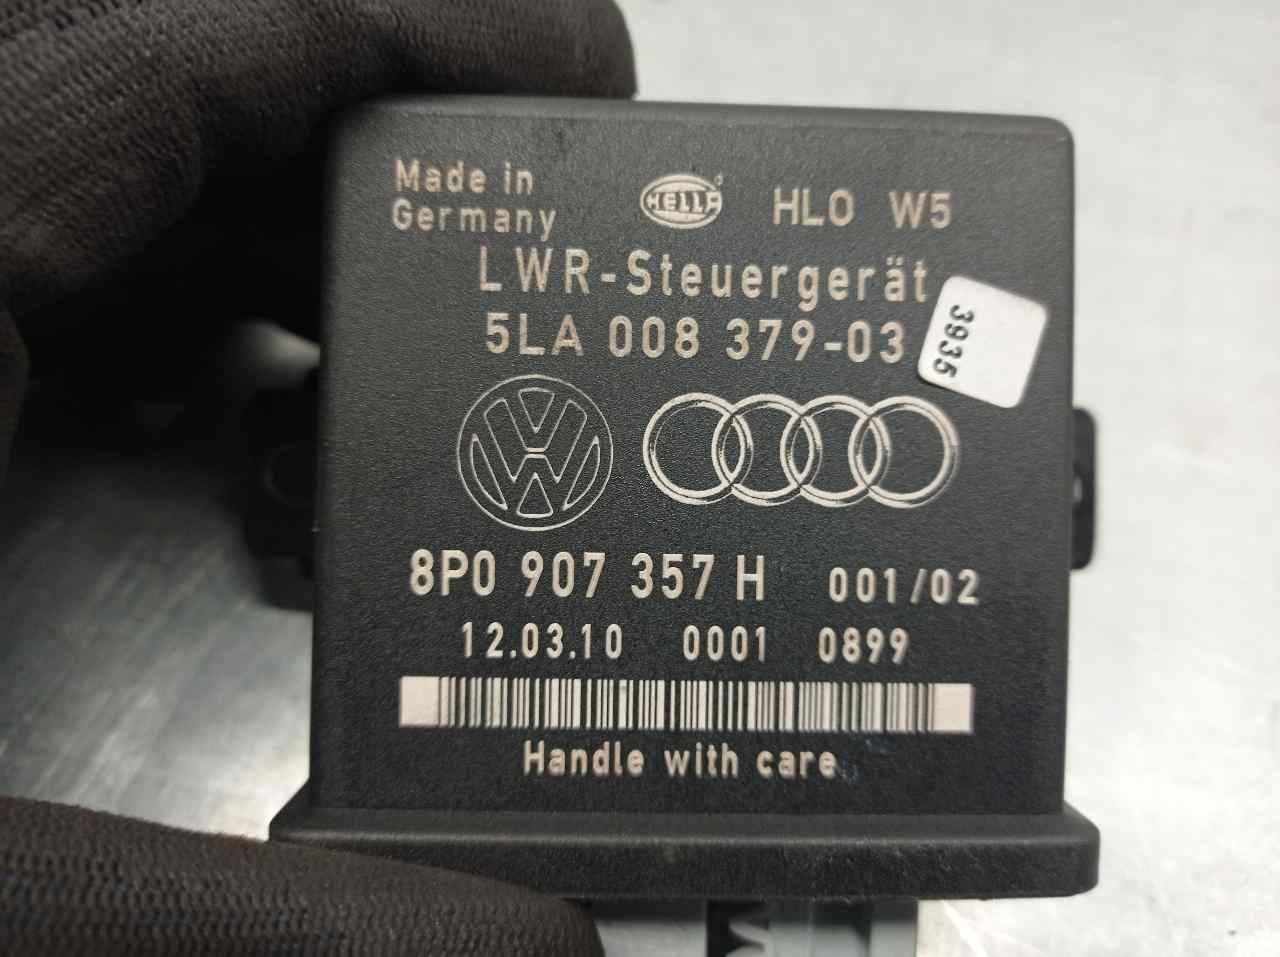 Made in
Germany
HELLA
HLO W5
LWR-Steuergerät
5LA 008 379-03
3935
8P0 907 357 H 001/02
12.03.10 0001 0899
Handle with care